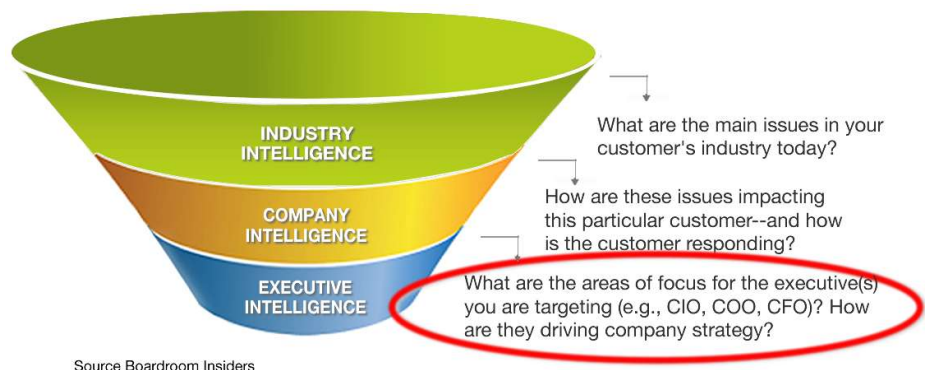 INDUSTRY
INTELLIGENCE
What are the main issues in your
customer's industry today?
COMPANY
INTELLIGENCE
How are these issues impacting
this particular customer--and how
is the customer responding?
EXECUTIVE
INTELLIGENCE
What are the areas of focus for the executive(s)
you are targeting (e.g., CIO, COO, CFO)? How
are they driving company strategy?
Source Boardroom Insiders